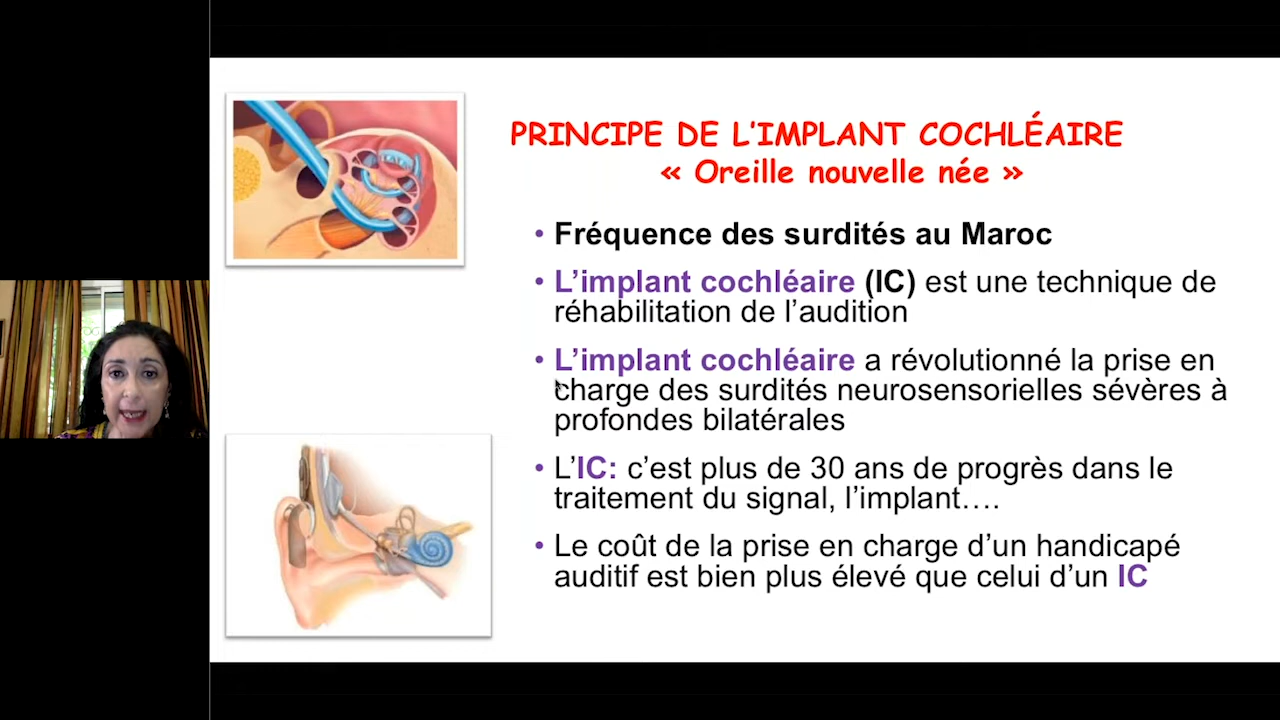 PRINCIPE DE L’IMPLANT COCHLÉAIRE
« Oreille nouvelle née »
• Fréquence des surdités au Maroc
• L’implant cochléaire (IC) est une technique de
réhabilitation de l’audition
• L’implant cochléaire a révolutionné la prise en
charge des surdités neurosensorielles sévères à
profondes bilatérales
• L’IC: c’est plus de 30 ans de progrès dans le
traitement du signal, l’implant….
• Le coût de la prise en charge d’un handicapé
auditif est bien plus élevé que celui d’un IC